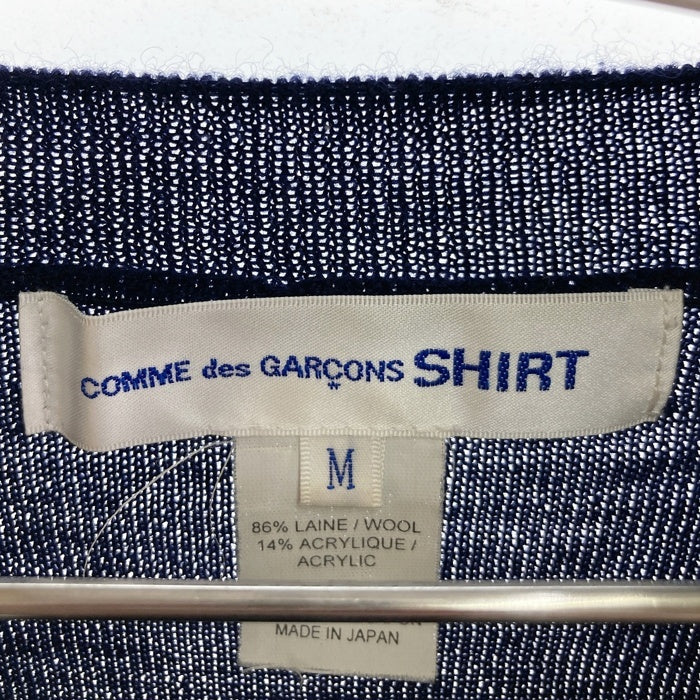 COMME des GARÇONS SHIRT
M
86% LAINE / WOOL
14% ACRYLIQUE /
ACRYLIC
MADE IN JAPAN